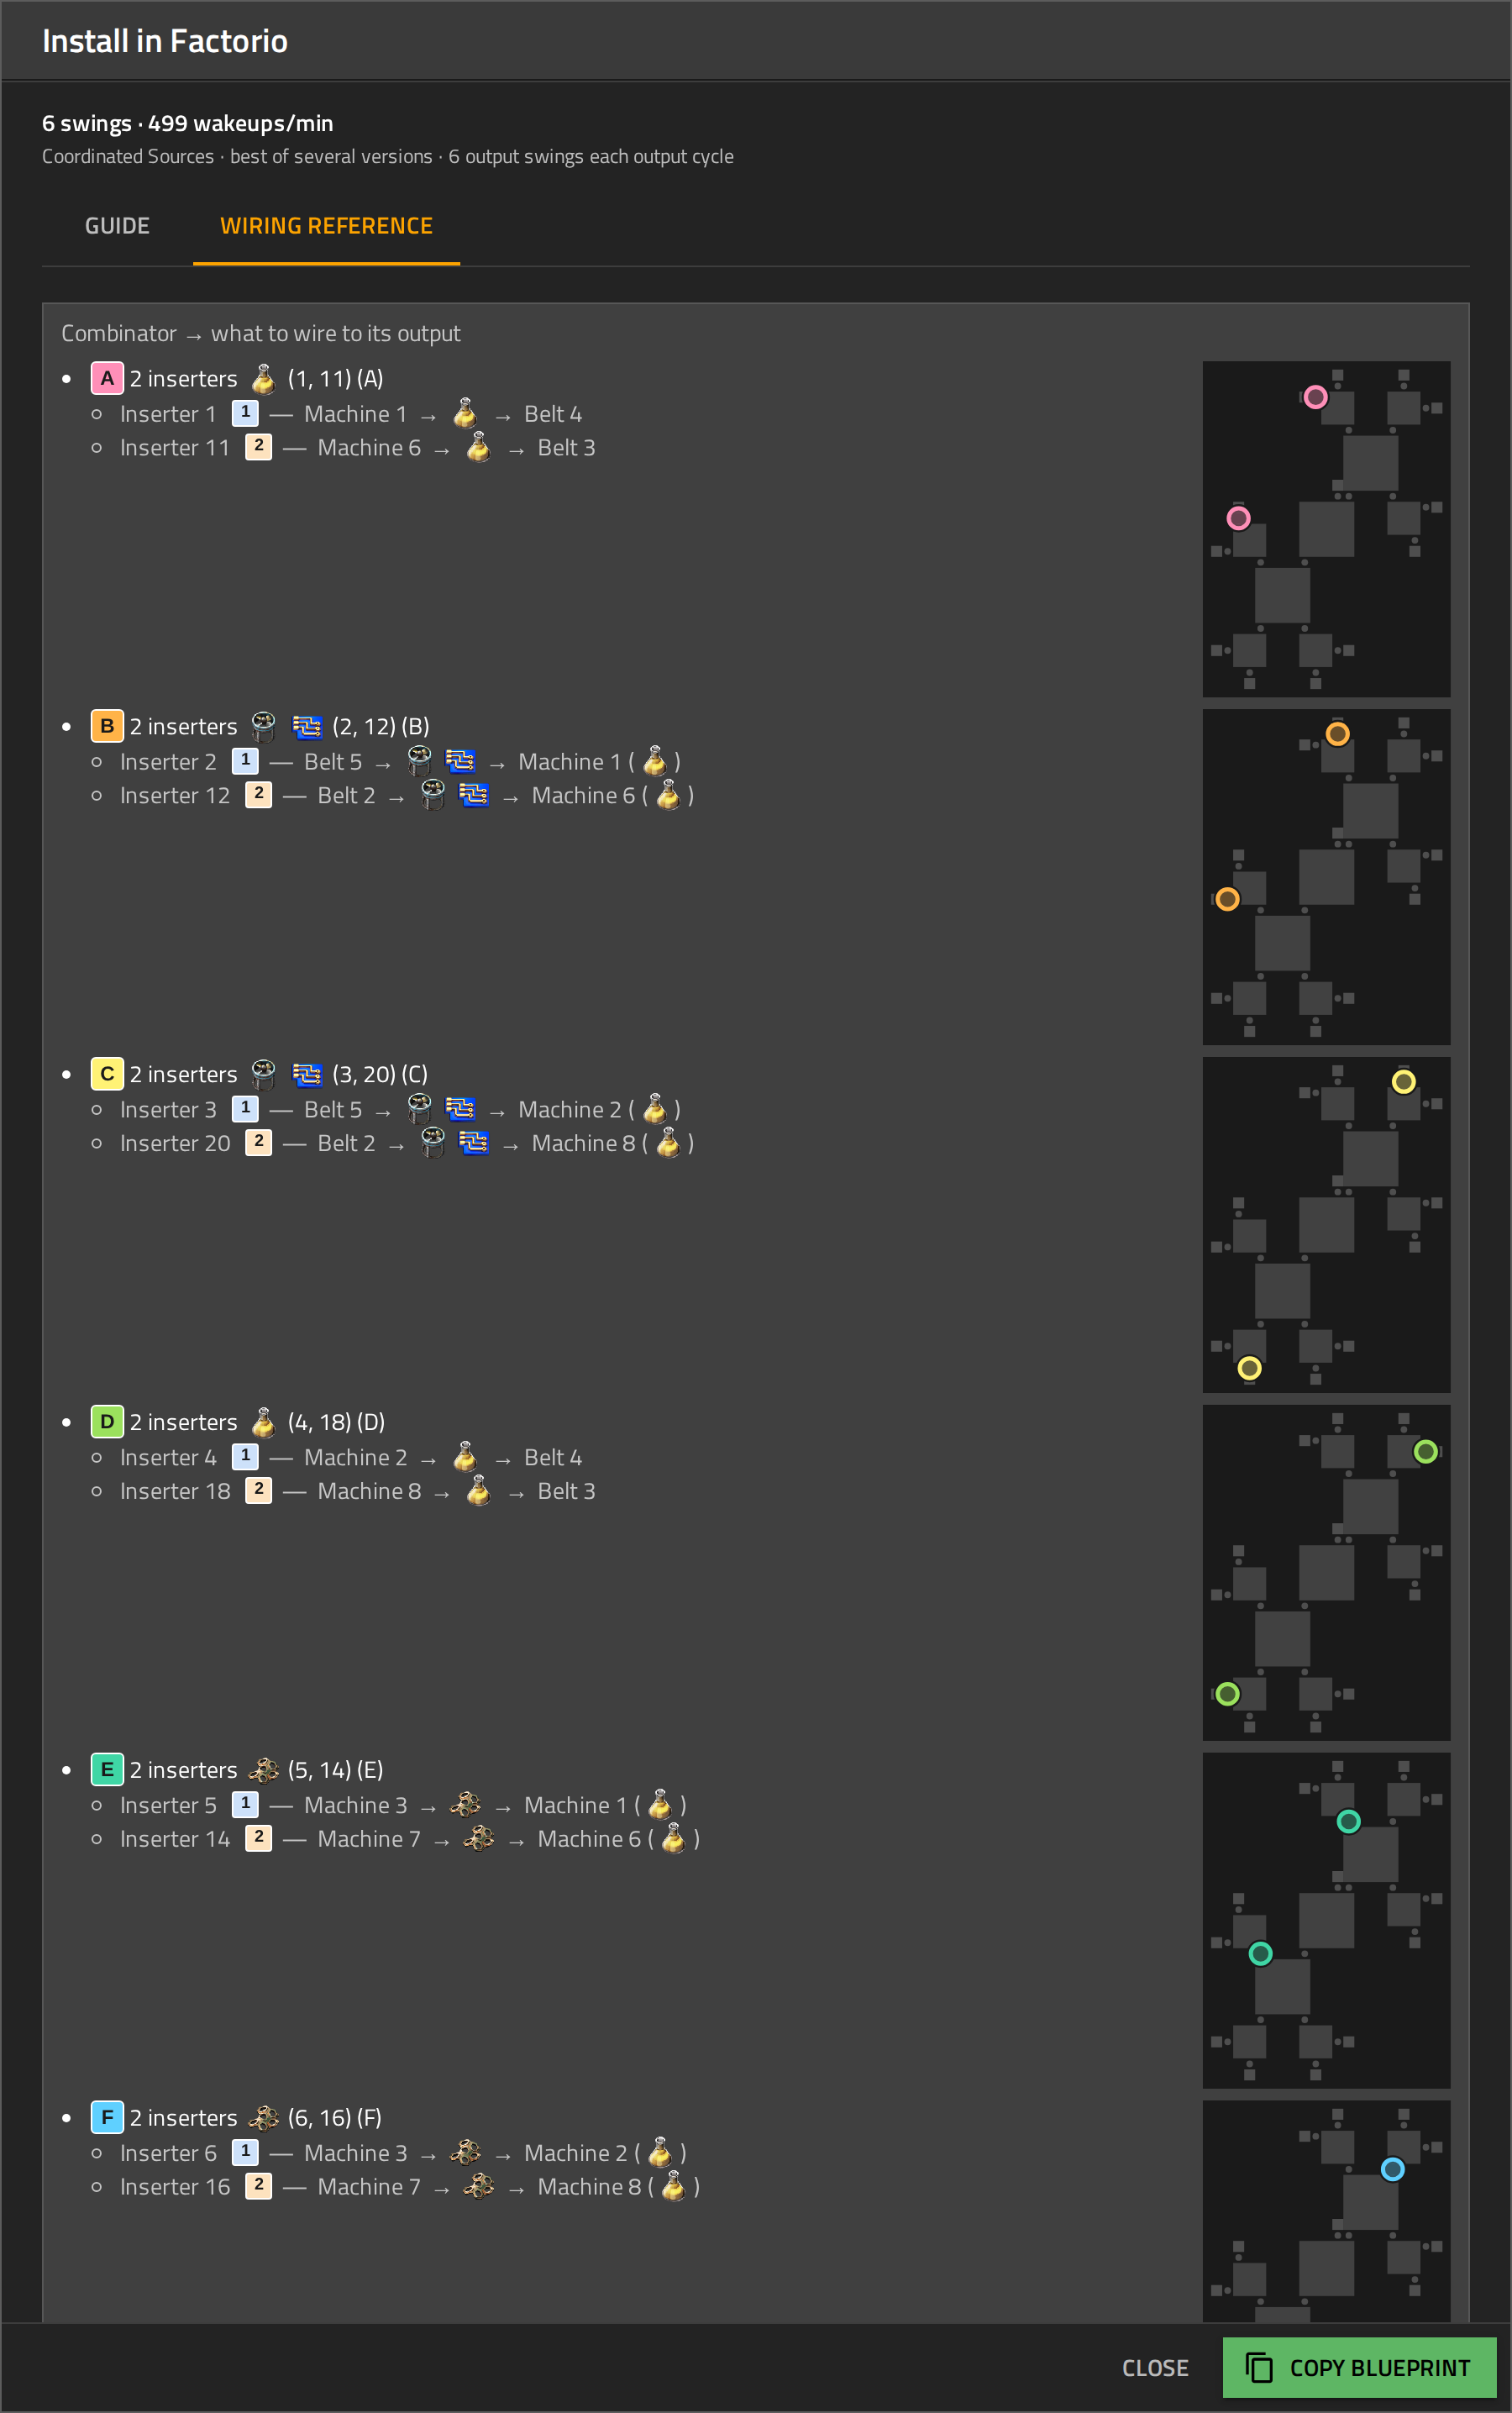 Install in Factorio
6 swings · 499 wakeups/min
Coordinated Sources · best of several versions · 6 output swings each output cycle
GUIDE
WIRING REFERENCE
Combinator → what to wire to its output
A 2 inserters (1, 11) (A)
Inserter 1 1 — Machine 1 → → Belt 4
Inserter 11 2 — Machine 6 → → Belt 3
B 2 inserters (2, 12) (B)
Inserter 2 1 — Belt 5 → → Machine 1 ( )
Inserter 12 2 — Belt 2 → → Machine 6 ( )
C 2 inserters (3, 20) (C)
Inserter 3 1 — Belt 5 → → Machine 2 ( )
Inserter 20 2 — Belt 2 → → Machine 8 ( )
D 2 inserters (4, 18) (D)
Inserter 4 1 — Machine 2 → → Belt 4
Inserter 18 2 — Machine 8 → → Belt 3
E 2 inserters (5, 14) (E)
Inserter 5 1 — Machine 3 → → Machine 1 ( )
Inserter 14 2 — Machine 7 → → Machine 6 ( )
F 2 inserters (6, 16) (F)
Inserter 6 1 — Machine 3 → → Machine 2 ( )
Inserter 16 2 — Machine 7 → → Machine 8 ( )
CLOSE
COPY BLUEPRINT